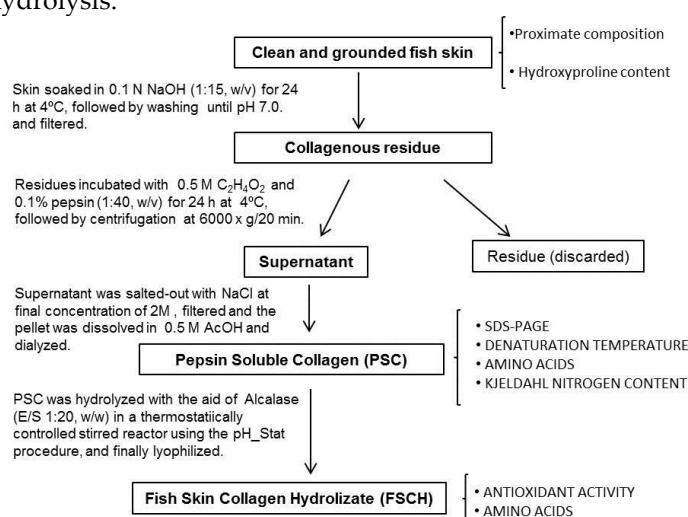 ydrolysis.
Clean and grounded fish skin
•Proximate composition
• Hydroxyproline content
Skin soaked in 0.1 N NaOH (1:15, w/v) for 24
h at 4ºC, followed by washing until pH 7.0.
and filtered.
Collagenous residue
Residues incubated with 0.5 M C₂H₄O₂ and
0.1% pepsin (1:40, w/v) for 24 h at 4ºC,
followed by centrifugation at 6000 x g/20 min.
Supernatant
Residue (discarded)
Supernatant was salted-out with NaCl at
final concentration of 2M , filtered and the
pellet was dissolved in 0.5 M AcOH and
dialyzed.
Pepsin Soluble Collagen (PSC)
• SDS-PAGE
• DENATURATION TEMPERATURE
• AMINO ACIDS
• KJELDAHL NITROGEN CONTENT
PSC was hydrolyzed with the aid of Alcalase
(E/S 1:20, w/w) in a thermostatiically
controlled stirred reactor using the pH_Stat
procedure, and finally lyophilized.
Fish Skin Collagen Hydrolizate (FSCH)
• ANTIOXIDANT ACTIVITY
• AMINO ACIDS